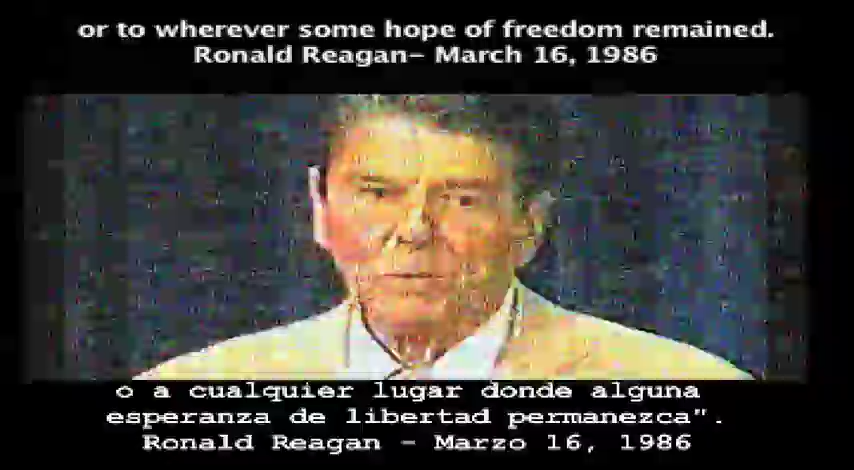 or to wherever some hope of freedom remained.
Ronald Reagan– March 16, 1986
o a cualquier lugar donde alguna
esperanza de libertad permanezca".
Ronald Reagan - Marzo 16, 1986